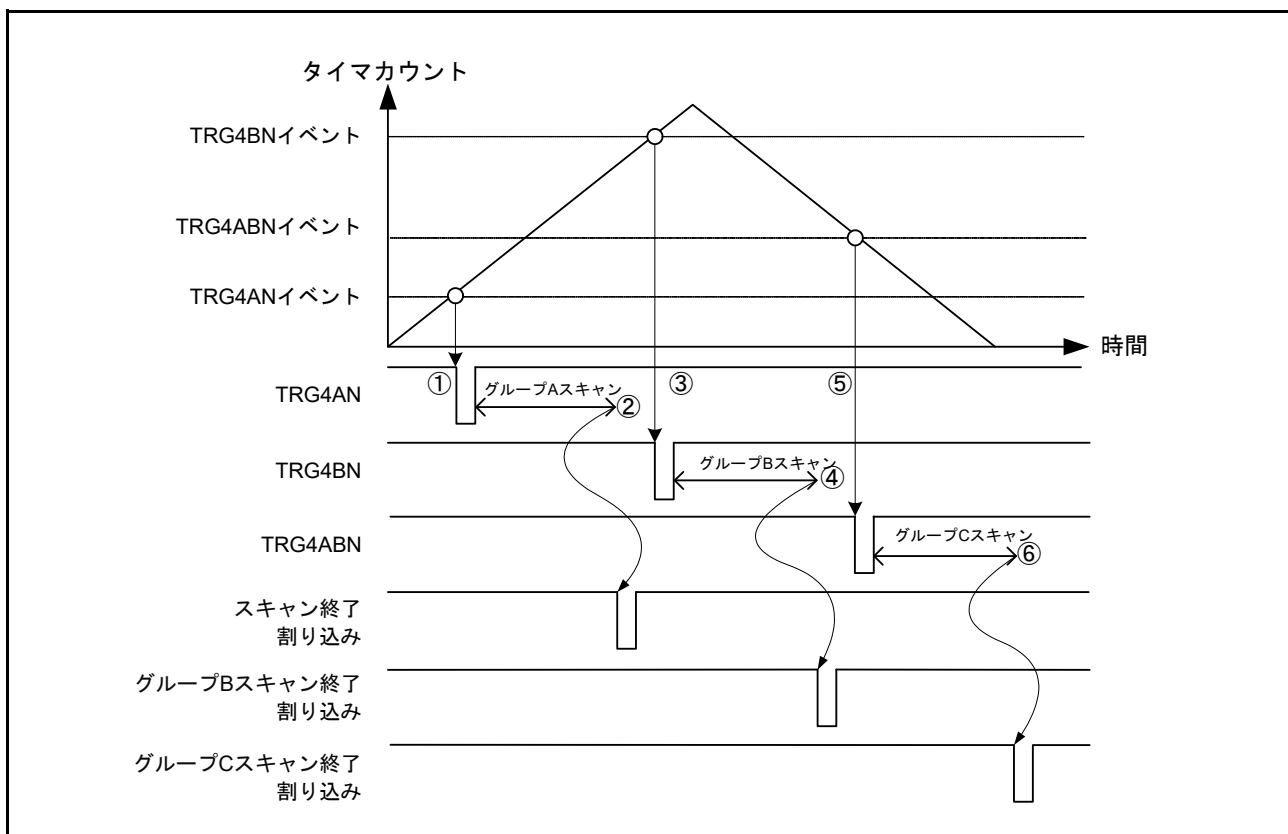 タイマカウント
TRG4BNイベント
TRG4ABNイベント
TRG4ANイベント
時間
TRG4AN
①
グループAスキャン
②
③
⑤
TRG4BN
グループBスキャン
④
TRG4ABN
グループCスキャン
⑥
スキャン終了
割り込み
グループBスキャン終了
割り込み
グループCスキャン終了
割り込み